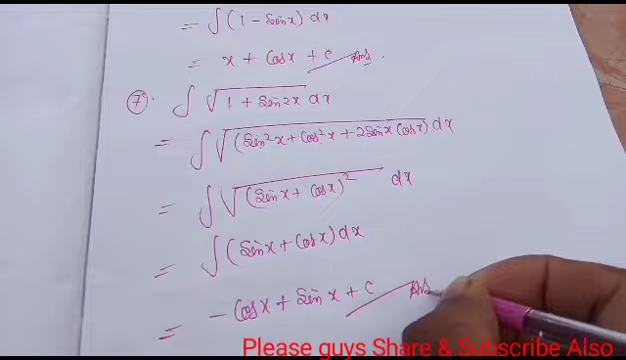 = ∫ (1 - Sinx) dx
= x + Cosx + c Ans.
7. ∫ √1 + Sin2x dx
= ∫ √(Sin²x + Cos²x + 2Sinx Cosx) dx
= ∫ √(Sinx + Cosx)² dx
= ∫ (Sinx + Cosx) dx
= - Cosx + Sinx + c Ans
Please guys Share & Subscribe Also